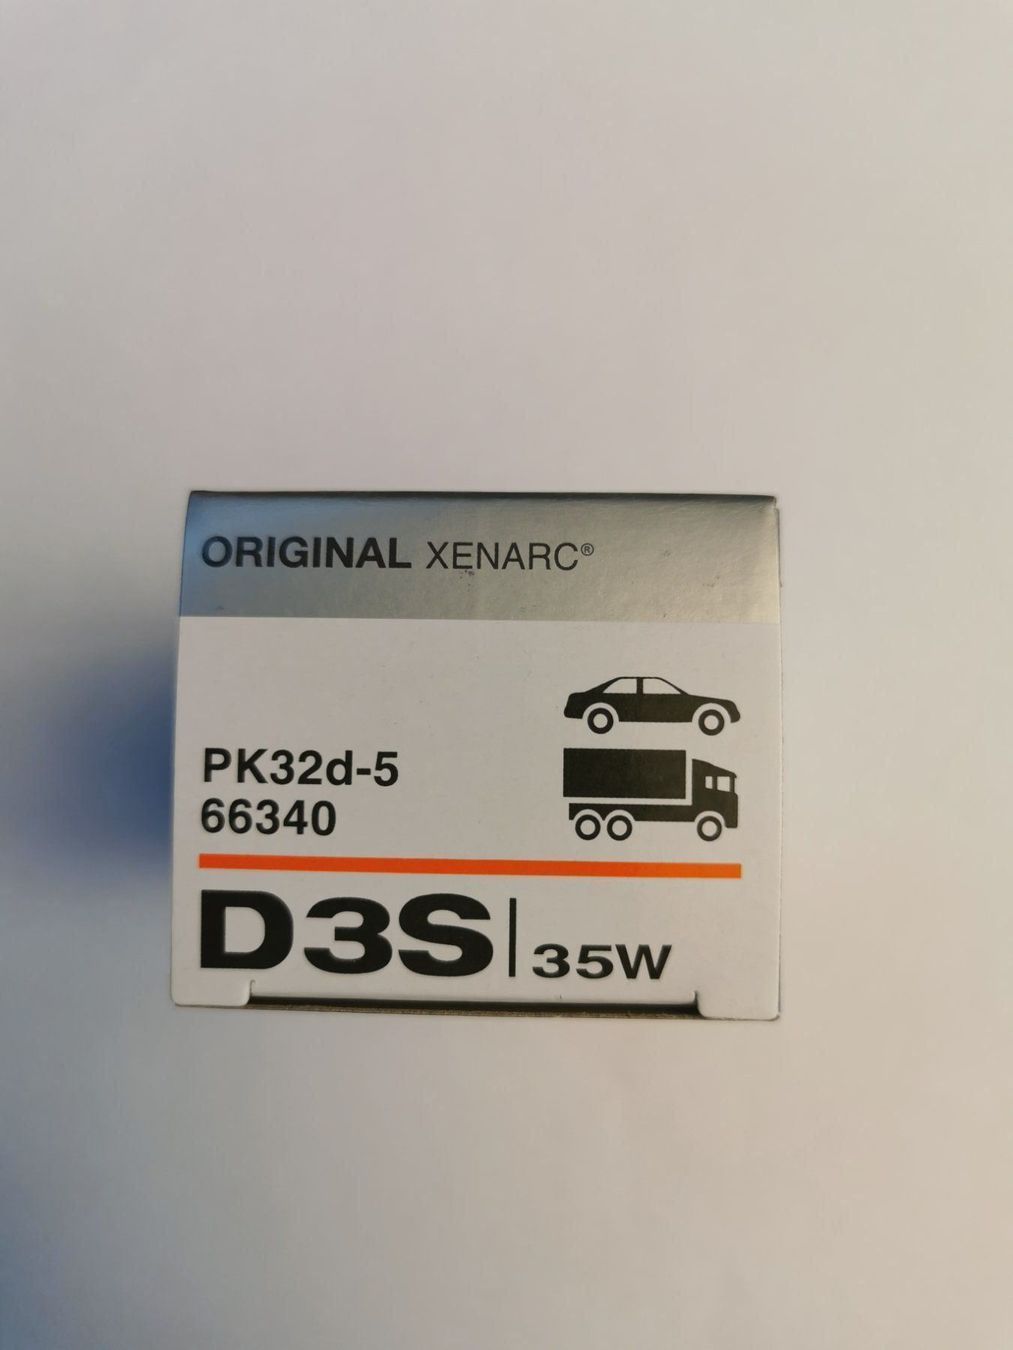 ORIGINAL XENARC®
PK32d-5
66340
D3S | 35W